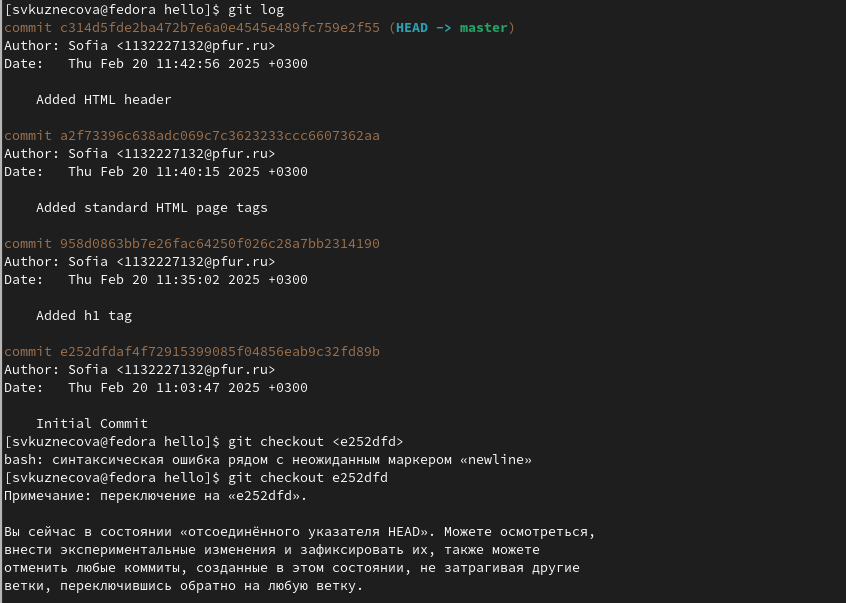 [svkuznecova@fedora hello]$ git log
commit c314d5fde2ba472b7e6a0e4545e489fc759e2f55 (HEAD -> master)
Author: Sofia <1132227132@pfur.ru>
Date:   Thu Feb 20 11:42:56 2025 +0300
    Added HTML header
commit a2f73396c638adc069c7c3623233ccc6607362aa
Author: Sofia <1132227132@pfur.ru>
Date:   Thu Feb 20 11:40:15 2025 +0300
    Added standard HTML page tags
commit 958d0863bb7e26fac64250f026c28a7bb2314190
Author: Sofia <1132227132@pfur.ru>
Date:   Thu Feb 20 11:35:02 2025 +0300
    Added h1 tag
commit e252dfdaf4f72915399085f04856eab9c32fd89b
Author: Sofia <1132227132@pfur.ru>
Date:   Thu Feb 20 11:03:47 2025 +0300
    Initial Commit
[svkuznecova@fedora hello]$ git checkout <e252dfd>
bash: синтаксическая ошибка рядом с неожиданным маркером «newline»
[svkuznecova@fedora hello]$ git checkout e252dfd
Примечание: переключение на «e252dfd».
Вы сейчас в состоянии «отсоединённого указателя HEAD». Можете осмотреться,
внести экспериментальные изменения и зафиксировать их, также можете
отменить любые коммиты, созданные в этом состоянии, не затрагивая другие
ветки, переключившись обратно на любую ветку.